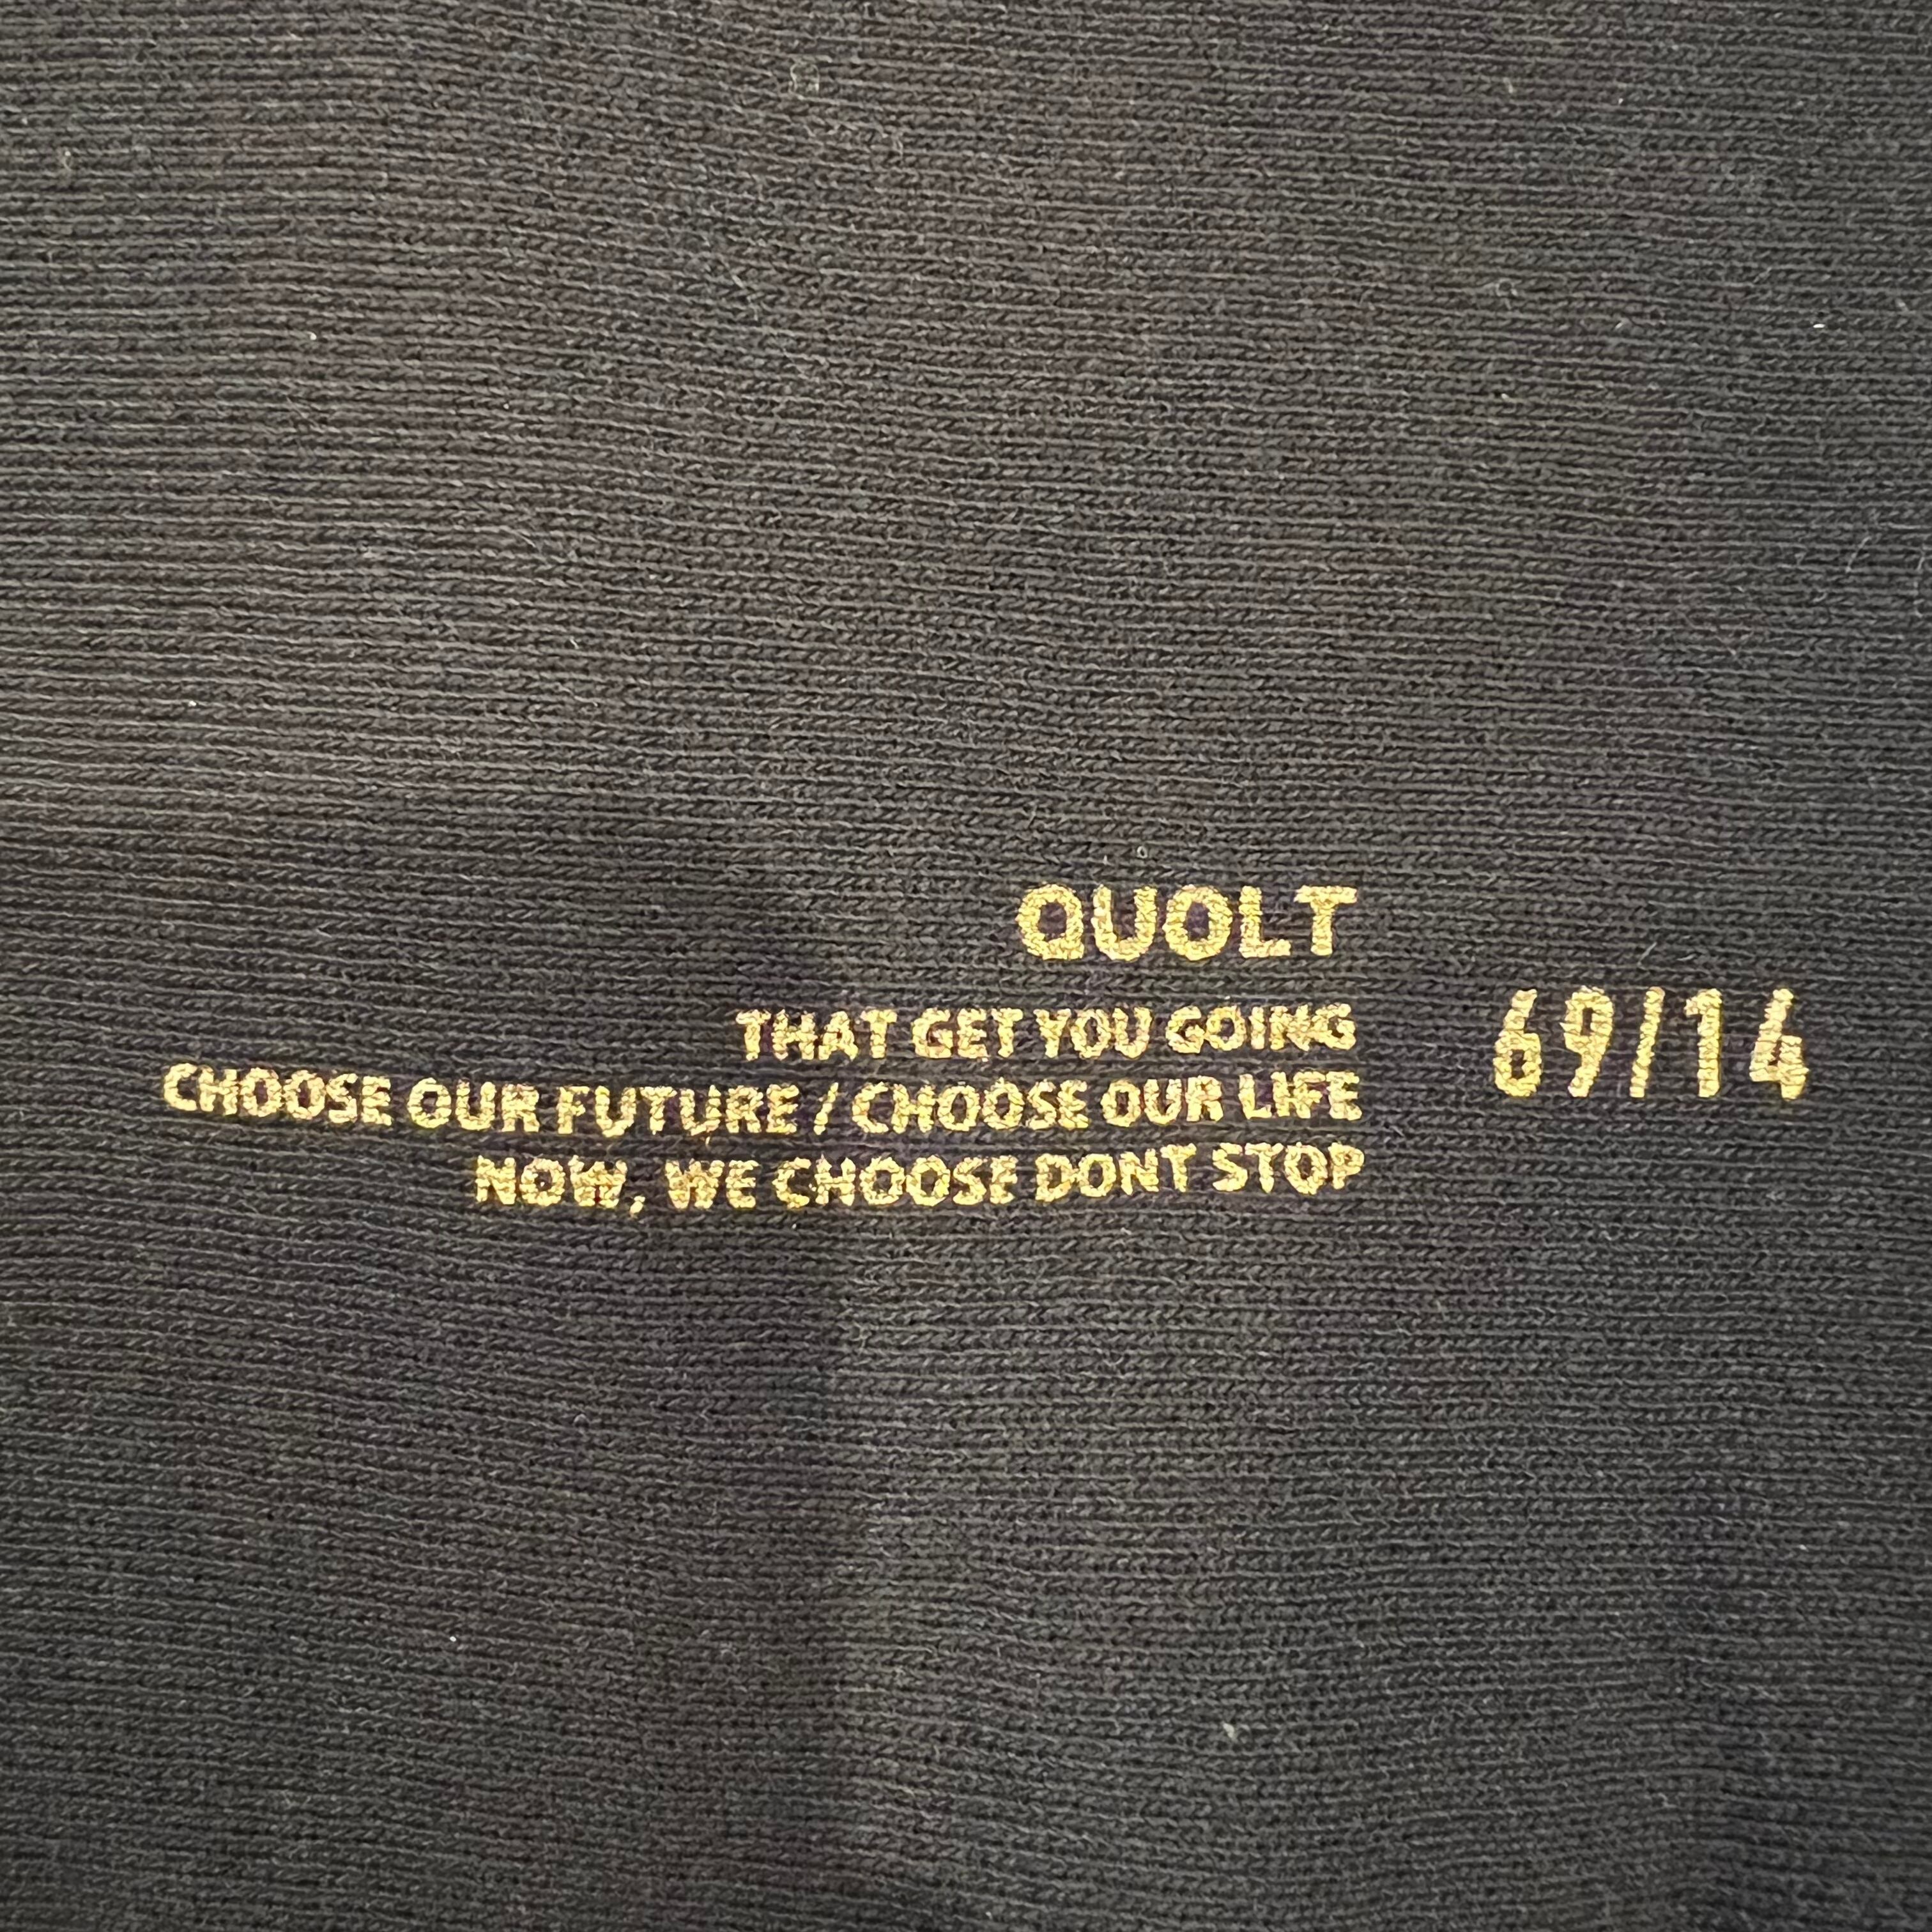 QUOLT
THAT GET YOU GOING
CHOOSE OUR FUTURE / CHOOSE OUR LIFE
NOW, WE CHOOSE DONT STOP
69/14